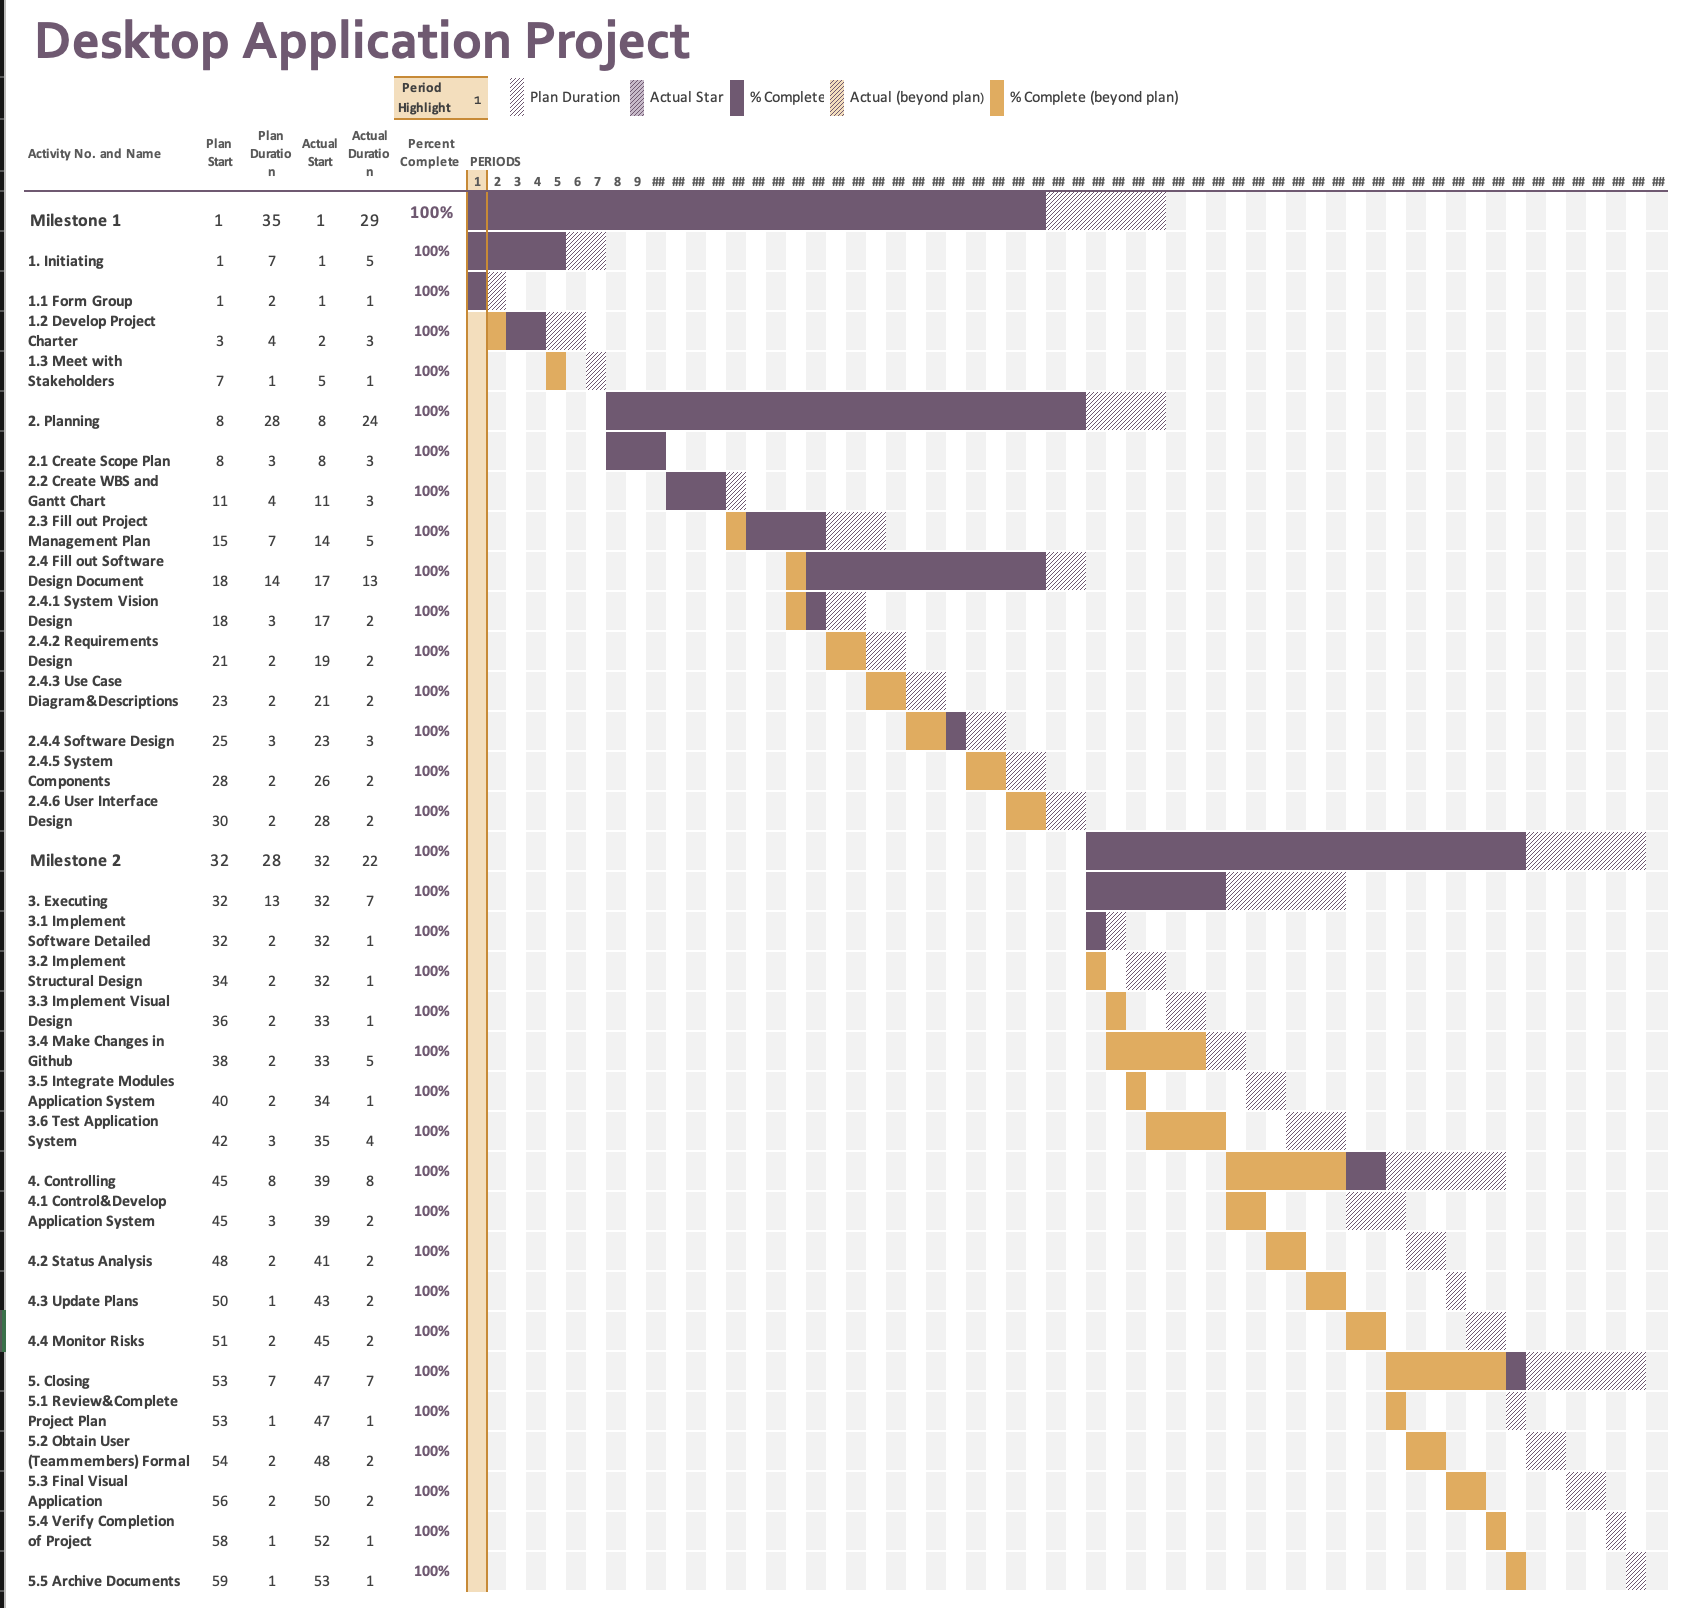 Desktop Application Project
Period Highlight 1 Plan Duration Actual Star % Complete Actual (beyond plan) % Complete (beyond plan)
Activity No. and Name Plan Start Plan Duratio n Actual Start Actual Duratio n Percent Complete PERIODS
1 2 3 4 5 6 7 8 9 ## ## ## ## ## ## ## ## ## ## ## ## ## ## ## ## ## ## ## ## ## ## ## ## ## ## ## ## ## ## ## ## ## ## ## ## ## ## ## ## ## ## ## ## ## ## ## ## ## ## ##
Milestone 1 1 35 1 29 100%
1. Initiating 1 7 1 5 100%
1.1 Form Group 1 2 1 1 100%
1.2 Develop Project Charter 3 4 2 3 100%
1.3 Meet with Stakeholders 7 1 5 1 100%
2. Planning 8 28 8 24 100%
2.1 Create Scope Plan 8 3 8 3 100%
2.2 Create WBS and Gantt Chart 11 4 11 3 100%
2.3 Fill out Project Management Plan 15 7 14 5 100%
2.4 Fill out Software Design Document 18 14 17 13 100%
2.4.1 System Vision Design 18 3 17 2 100%
2.4.2 Requirements Design 21 2 19 2 100%
2.4.3 Use Case Diagram&Descriptions 23 2 21 2 100%
2.4.4 Software Design 25 3 23 3 100%
2.4.5 System Components 28 2 26 2 100%
2.4.6 User Interface Design 30 2 28 2 100%
Milestone 2 32 28 32 22 100%
3. Executing 32 13 32 7 100%
3.1 Implement Software Detailed 32 2 32 1 100%
3.2 Implement Structural Design 34 2 32 1 100%
3.3 Implement Visual Design 36 2 33 1 100%
3.4 Make Changes in Github 38 2 33 5 100%
3.5 Integrate Modules Application System 40 2 34 1 100%
3.6 Test Application System 42 3 35 4 100%
4. Controlling 45 8 39 8 100%
4.1 Control&Develop Application System 45 3 39 2 100%
4.2 Status Analysis 48 2 41 2 100%
4.3 Update Plans 50 1 43 2 100%
4.4 Monitor Risks 51 2 45 2 100%
5. Closing 53 7 47 7 100%
5.1 Review&Complete Project Plan 53 1 47 1 100%
5.2 Obtain User (Teammembers) Formal 54 2 48 2 100%
5.3 Final Visual Application 56 2 50 2 100%
5.4 Verify Completion of Project 58 1 52 1 100%
5.5 Archive Documents 59 1 53 1 100%